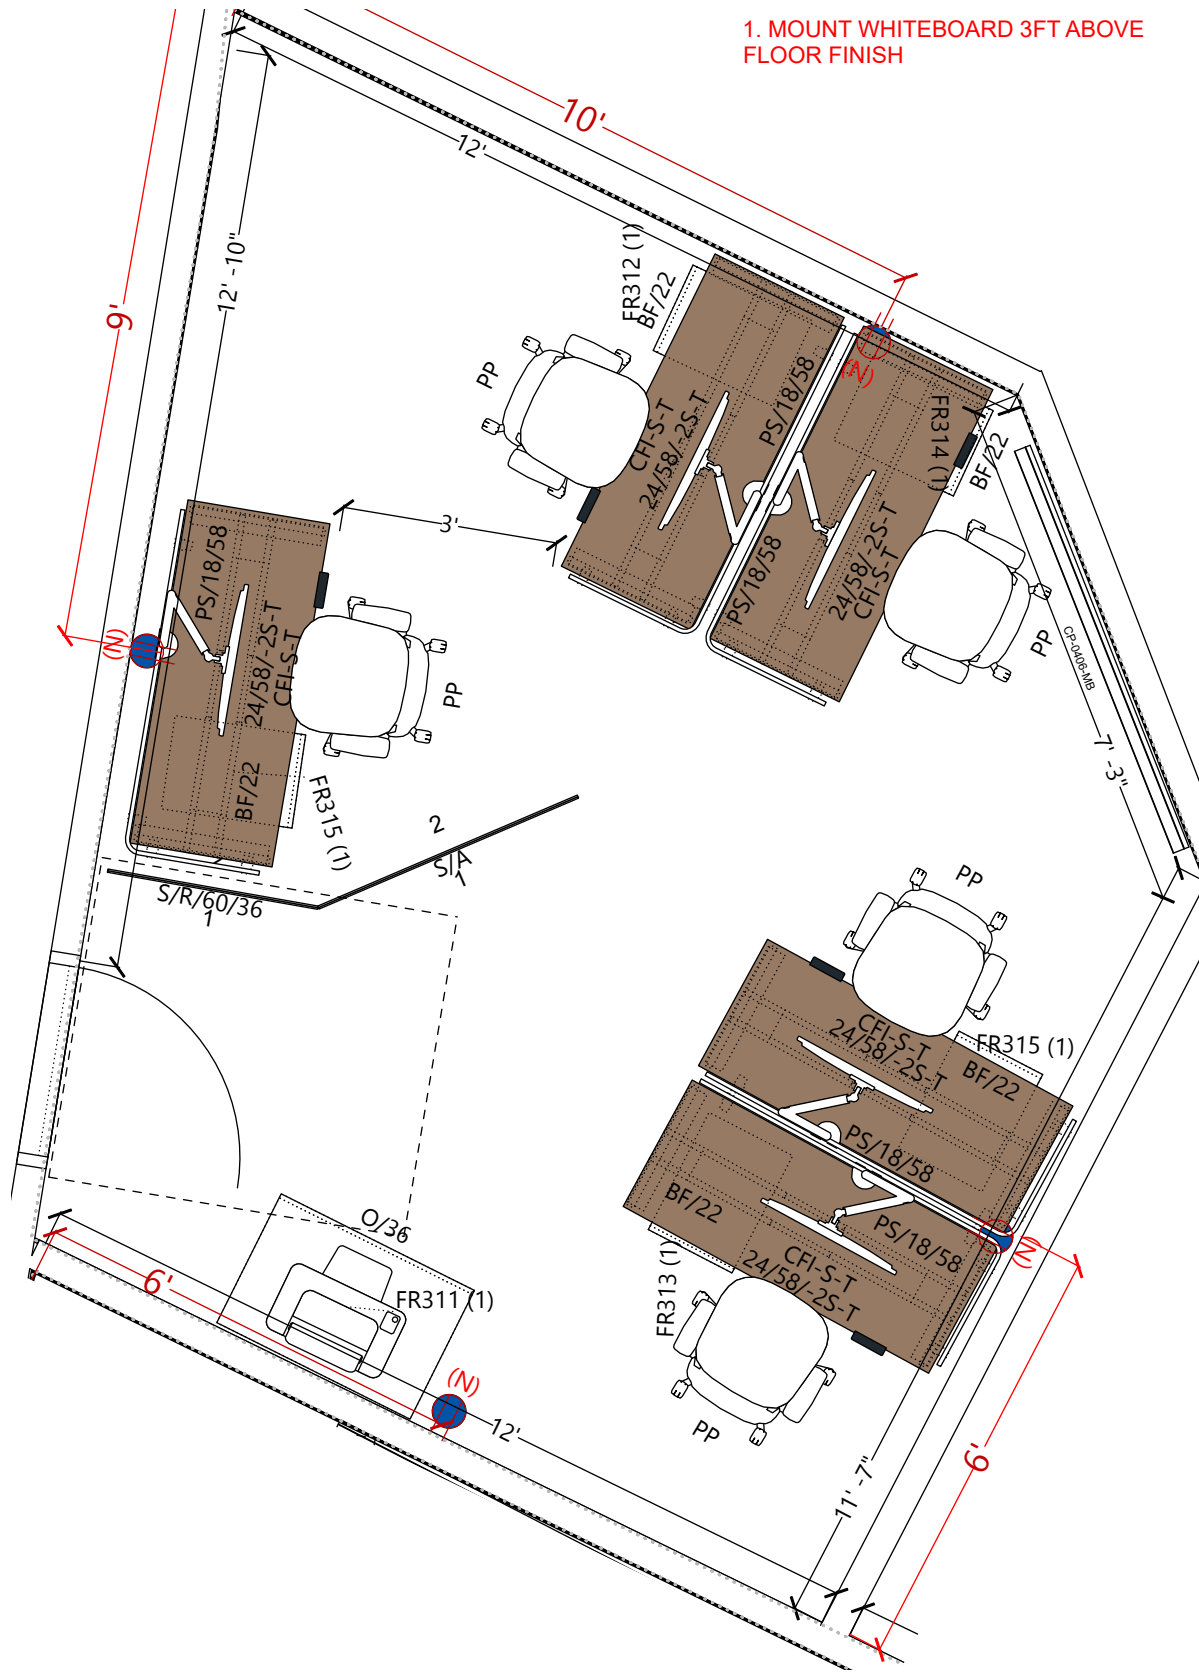 1. MOUNT WHITEBOARD 3FT ABOVE
FLOOR FINISH
10'
12'
9'
12' -10"
FR312 (1)
BF/22
PP
CFI-S-T
24/58/-2S-T
PS/18/58
(N)
FR314 (1)
BF/22
PS/18/58
24/58/-2S-T
CFI-S-T
PP
CP-0406-MB
7' -3"
3'
(N)
PS/18/58
24/58/-2S-T
CFI-S-T
PP
BF/22
FR315 (1)
2
S/A
1
S/R/60/36
1
PP
CFI-S-T
24/58/-2S-T
FR315 (1)
BF/22
PS/18/58
BF/22
PS/18/58
(N)
CFI-S-T
24/58/-2S-T
FR313 (1)
PP
O/36
FR311 (1)
6'
(N)
12'
11' -7"
9'